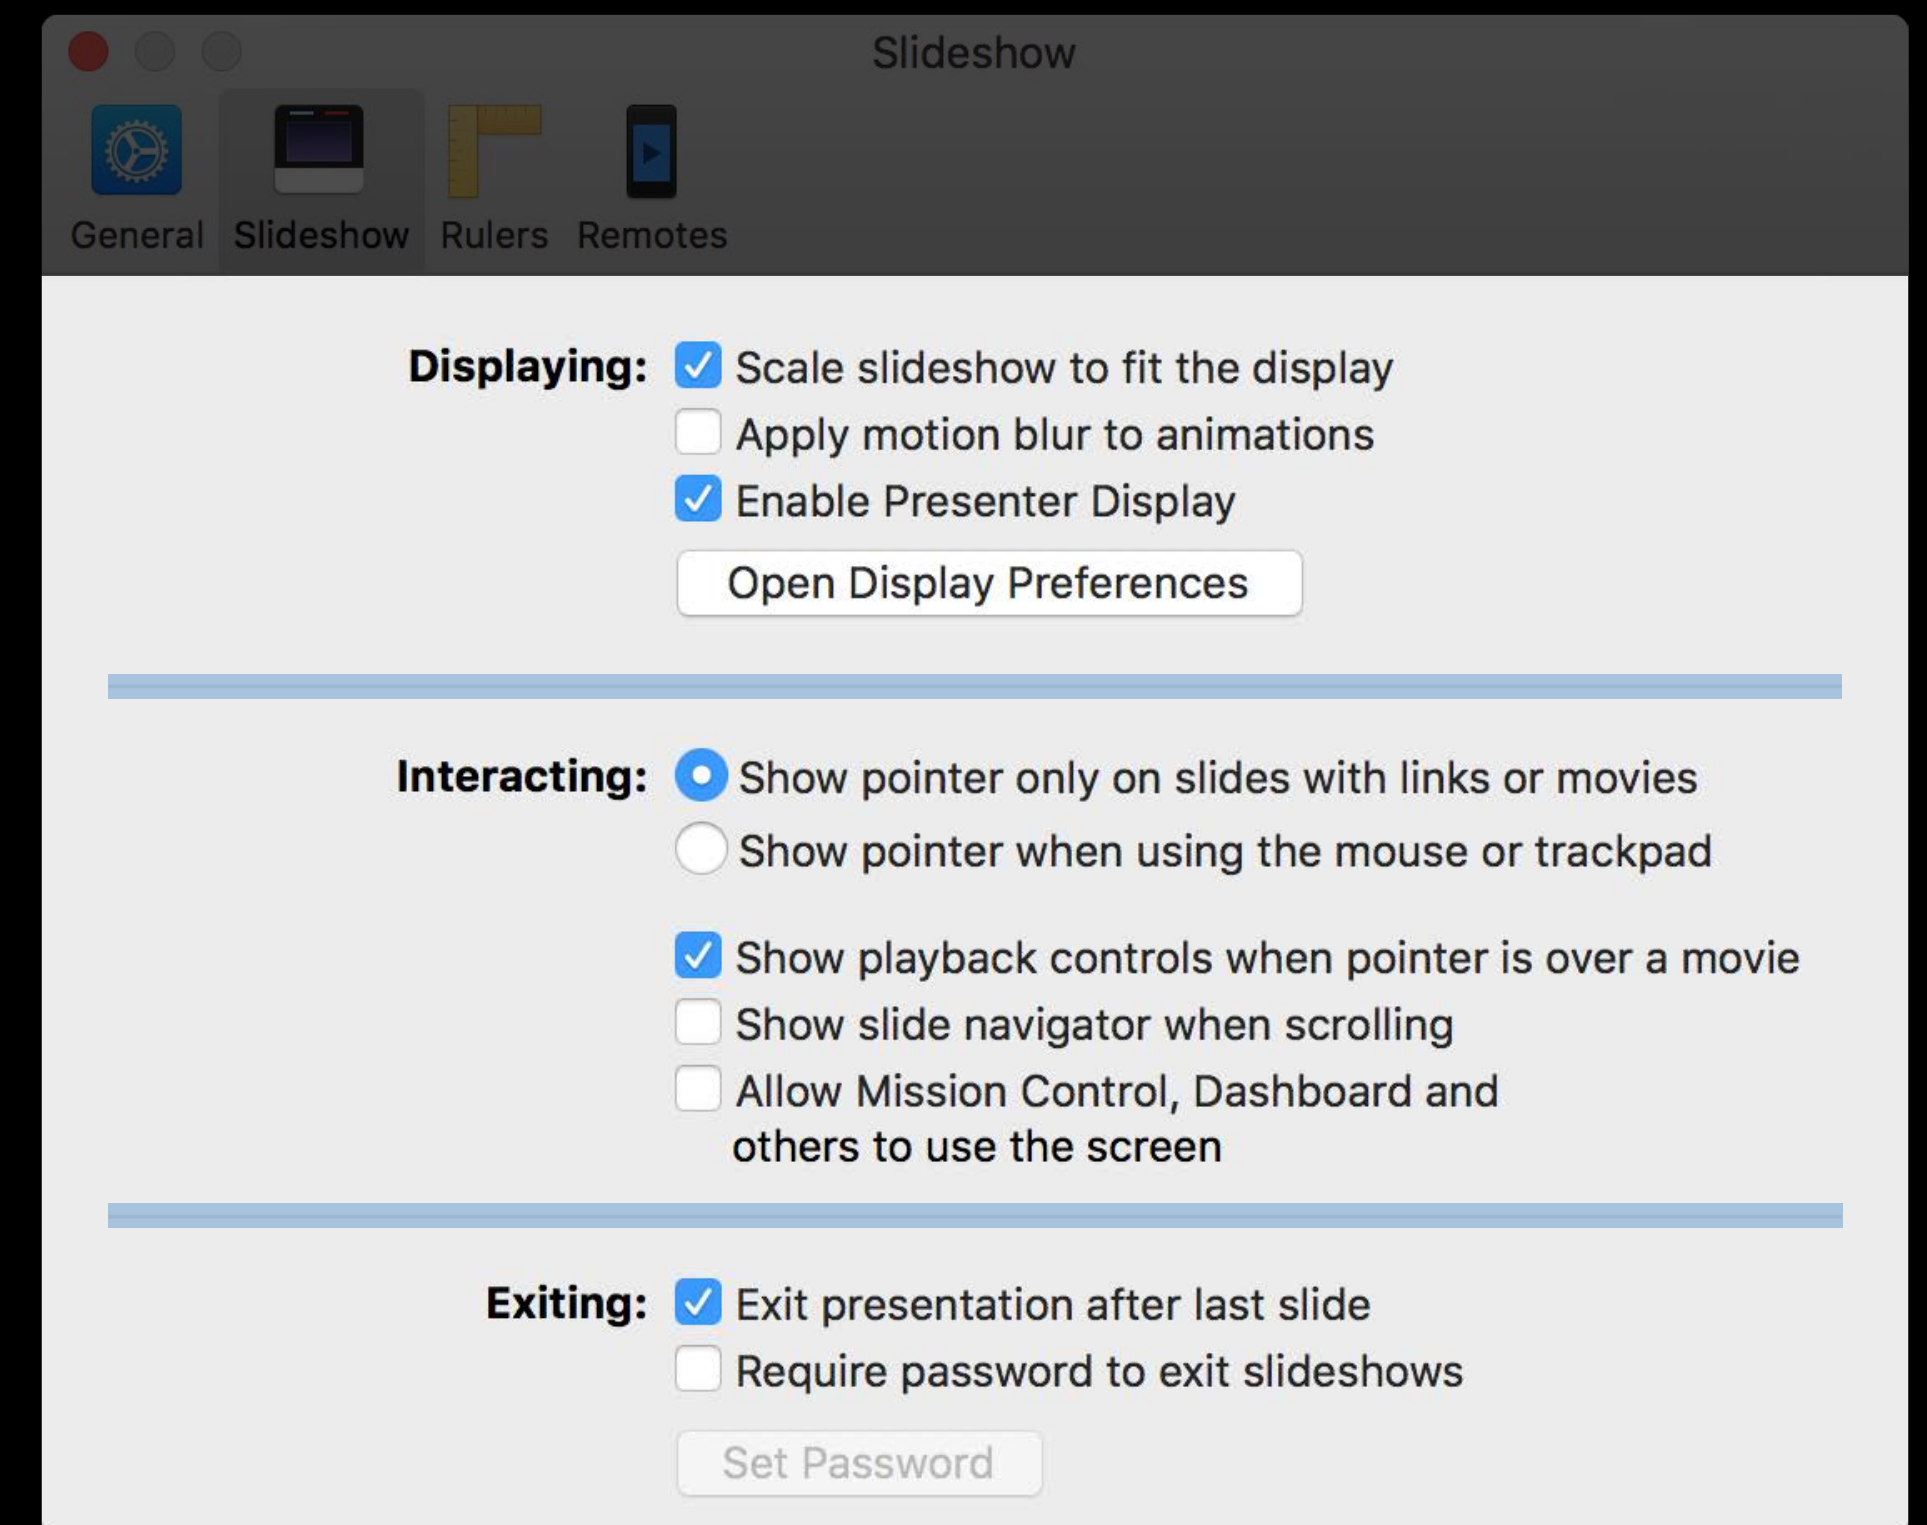 Slideshow
General Slideshow Rulers Remotes
Displaying: Scale slideshow to fit the display
Apply motion blur to animations
Enable Presenter Display
Open Display Preferences
Interacting: Show pointer only on slides with links or movies
Show pointer when using the mouse or trackpad
Show playback controls when pointer is over a movie
Show slide navigator when scrolling
Allow Mission Control, Dashboard and
others to use the screen
Exiting: Exit presentation after last slide
Require password to exit slideshows
Set Password